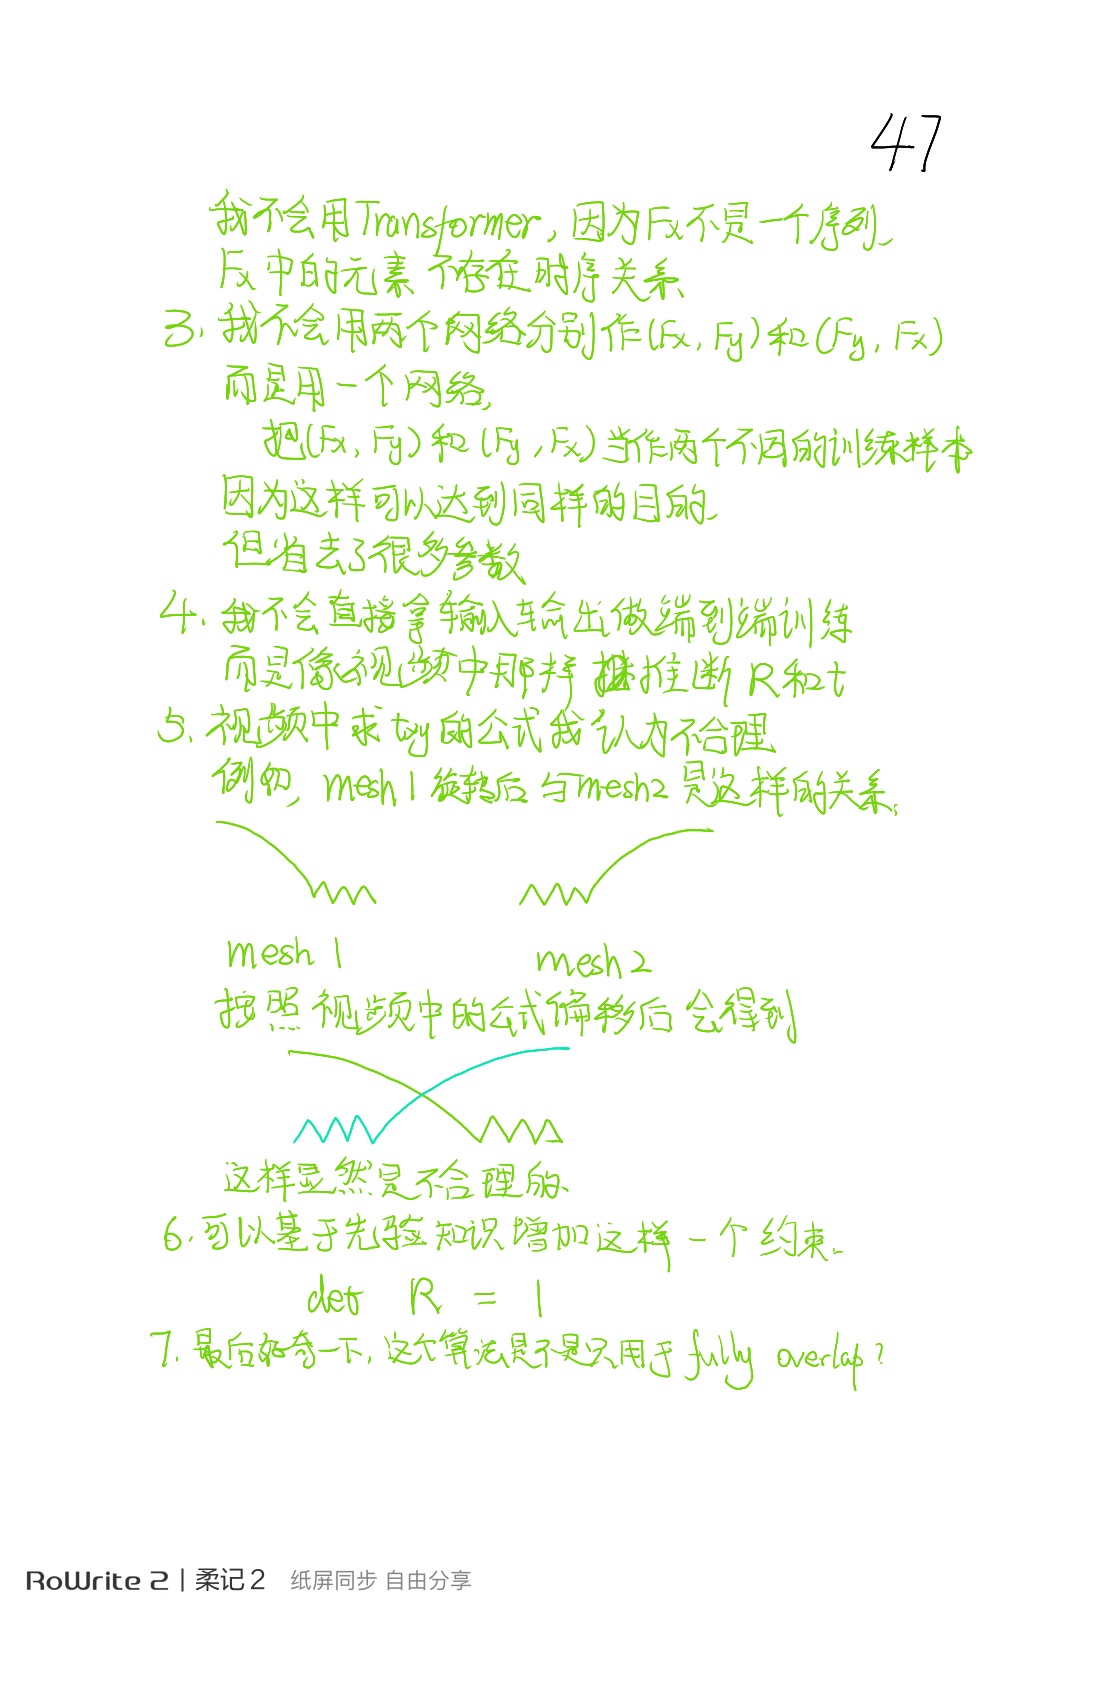 47
我不会用Transformer, 因为Fx不是一个序列、
Fx中的元素不存在时序关系、
3、我不会用两个网络分别作(Fx, Fy)和(Fy, Fx)
而是用一个网络,
把(Fx, Fy)和(Fy, Fx)当作两个不同的训练样本
因为这样可以达到同样的目的、
但省去了很多参数
4、我不会直接拿输入输出做端到端训练
而是像视频中那样推断R和t
5、视频中求txy的公式我认为不合理
例如, mesh1旋转后与mesh2是这样的关系、
mesh 1
mesh 2
按照视频中的公式偏移后会得到
这样显然是不合理的、
6、可以基于先验知识增加这样一个约束、
det R = 1
7、最后好奇一下, 这个算法是不是只用于fully overlap?
RoWrite 2 | 柔记2 纸屏同步 自由分享